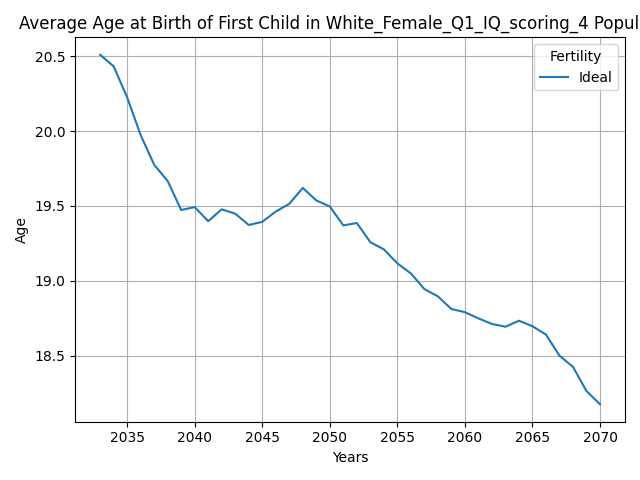 Average Age at Birth of First Child in White_Female_Q1_IQ_scoring_4 Popul
Fertility
Ideal
20.5
20.0
19.5
19.0
18.5
Age
2035 2040 2045 2050 2055 2060 2065 2070
Years